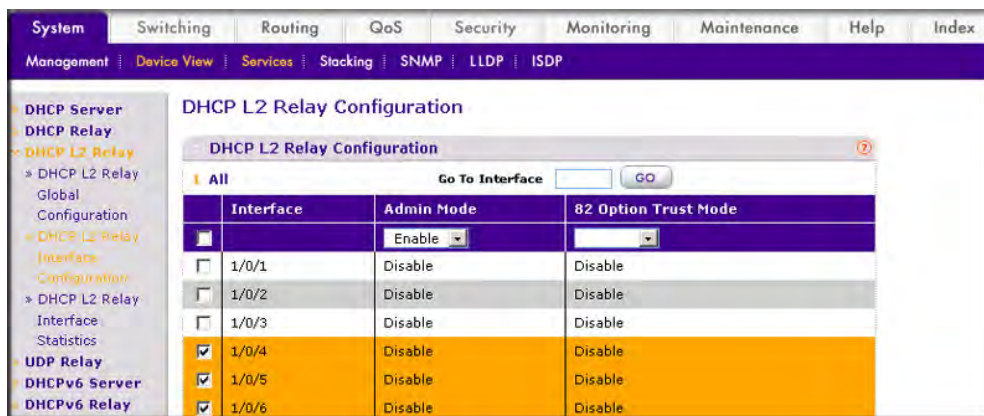 System Switching Routing QoS Security Monitoring Maintenance Help Index
Management Device View Services Stacking SNMP LLDP ISDP
DHCP Server
DHCP Relay
DHCP L2 Relay
» DHCP L2 Relay
Global
Configuration
» DHCP L2 Relay
Interface
Configuration
» DHCP L2 Relay
Interface
Statistics
UDP Relay
DHCPv6 Server
DHCPv6 Relay
DHCP L2 Relay Configuration
DHCP L2 Relay Configuration ?
1 All Go To Interface GO
Interface Admin Mode 82 Option Trust Mode
Enable
1/0/1 Disable Disable
1/0/2 Disable Disable
1/0/3 Disable Disable
1/0/4 Disable Disable
1/0/5 Disable Disable
1/0/6 Disable Disable